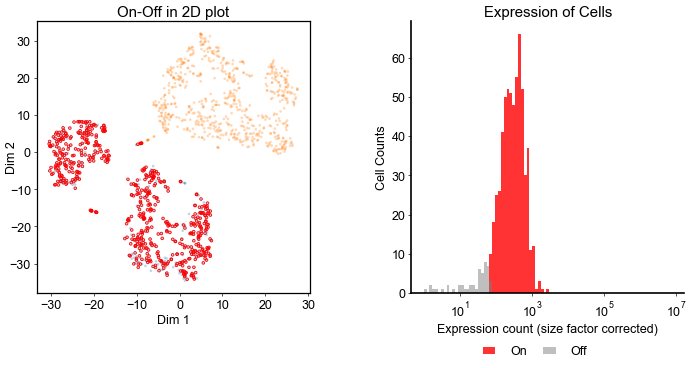 On-Off in 2D plot
30
20
10
0
−10
−20
−30
Dim 2
−30 −20 −10 0 10 20 30
Dim 1
Expression of Cells
60
50
40
30
20
10
0
Cell Counts
10^1 10^3 10^5 10^7
Expression count (size factor corrected)
On Off